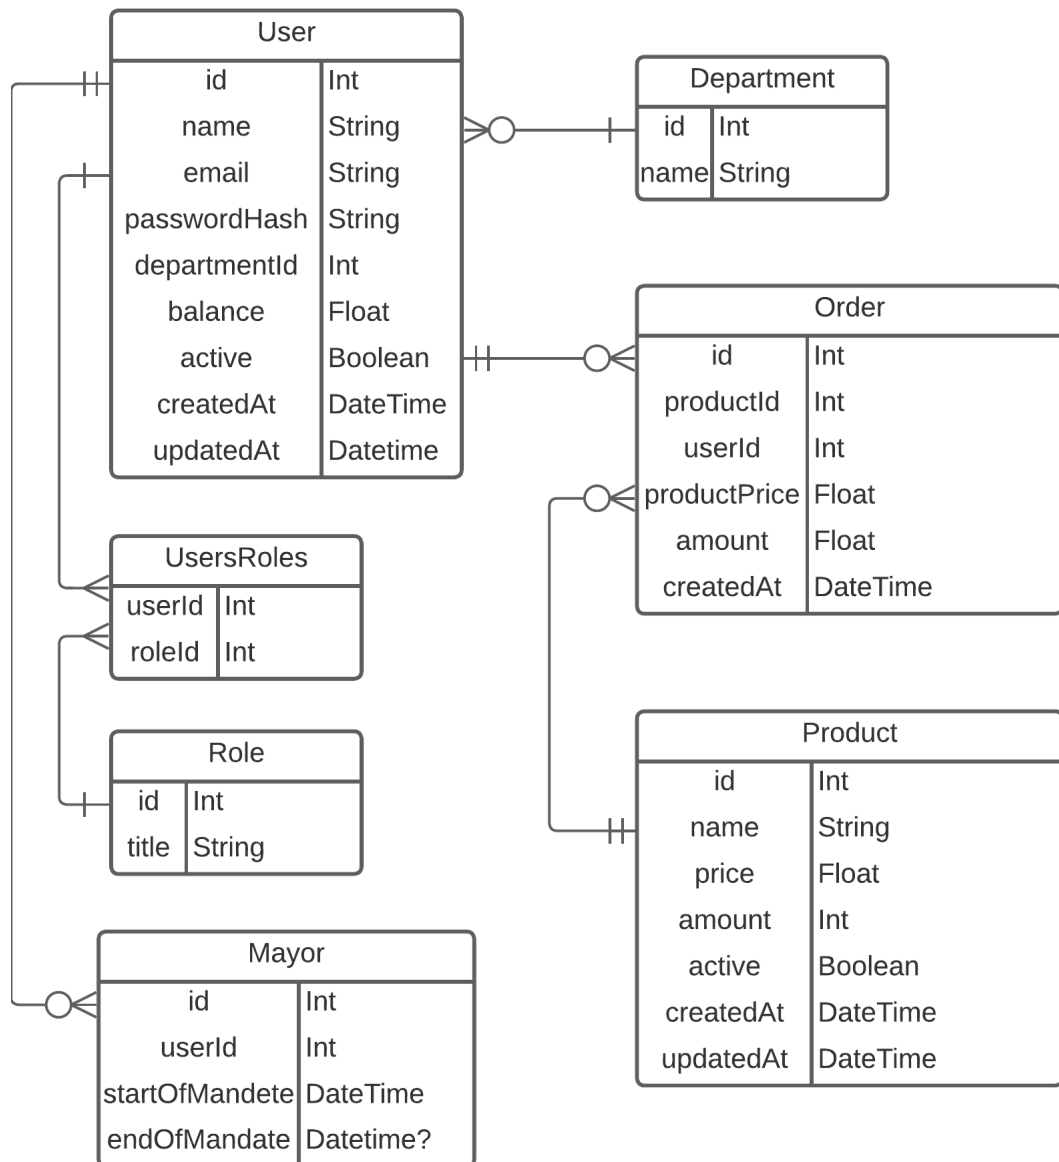 User
id Int
name String
email String
passwordHash String
departmentId Int
balance Float
active Boolean
createdAt DateTime
updatedAt Datetime
Department
id Int
name String
Order
id Int
productId Int
userId Int
productPrice Float
amount Float
createdAt DateTime
UsersRoles
userId Int
roleId Int
Role
id Int
title String
Product
id Int
name String
price Float
amount Int
active Boolean
createdAt DateTime
updatedAt DateTime
Mayor
id Int
userId Int
startOfMandete DateTime
endOfMandate Datetime?